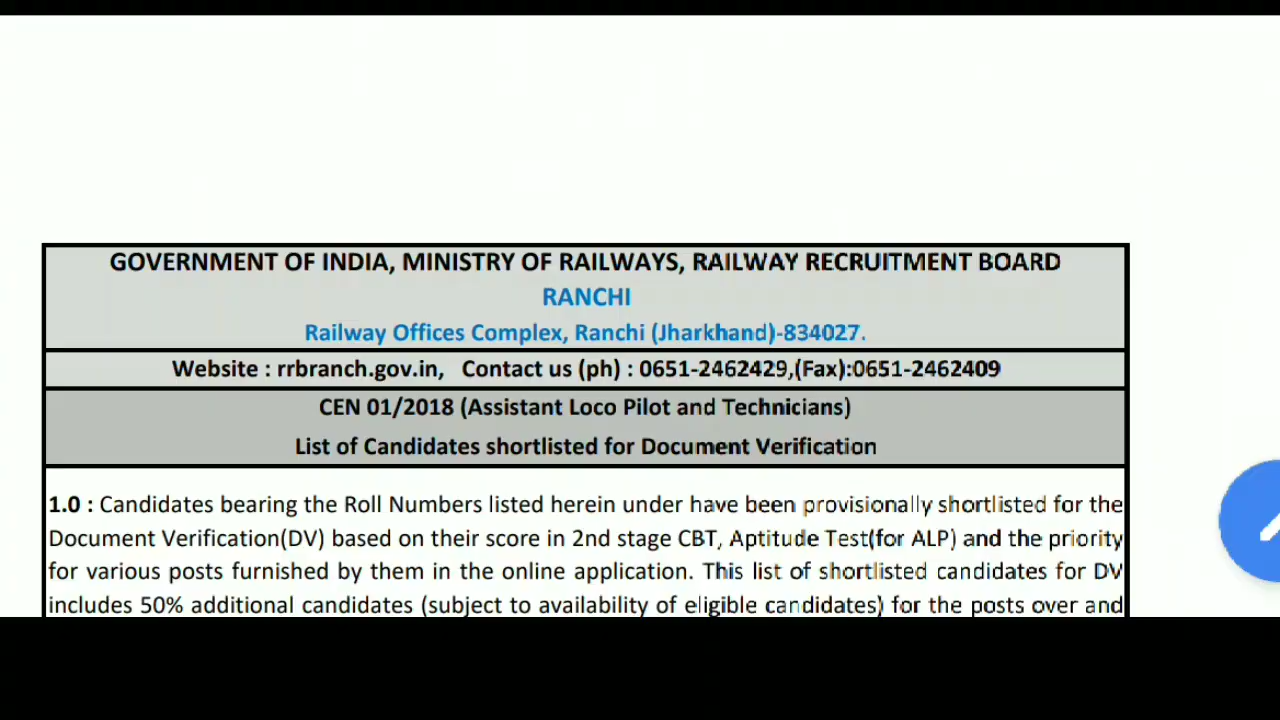 GOVERNMENT OF INDIA, MINISTRY OF RAILWAYS, RAILWAY RECRUITMENT BOARD
RANCHI
Railway Offices Complex, Ranchi (Jharkhand)-834027.
Website : rrbranch.gov.in, Contact us (ph) : 0651-2462429,(Fax):0651-2462409
CEN 01/2018 (Assistant Loco Pilot and Technicians)
List of Candidates shortlisted for Document Verification
1.0 : Candidates bearing the Roll Numbers listed herein under have been provisionally shortlisted for the
Document Verification(DV) based on their score in 2nd stage CBT, Aptitude Test(for ALP) and the priority
for various posts furnished by them in the online application. This list of shortlisted candidates for DV
includes 50% additional candidates (subject to availability of eligible candidates) for the posts over and